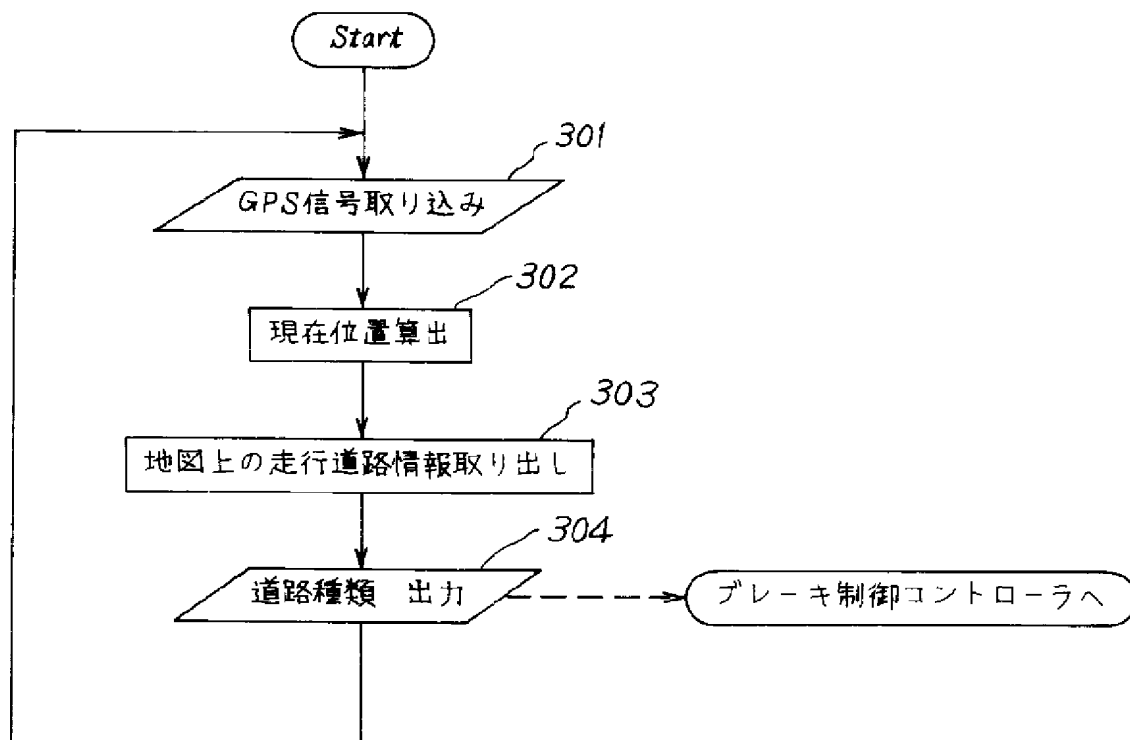 Start
301
GPS信号取り込み
302
現在位置算出
303
地図上の走行道路情報取り出し
304
道路種類 出力
ブレーキ制御コントローラへ